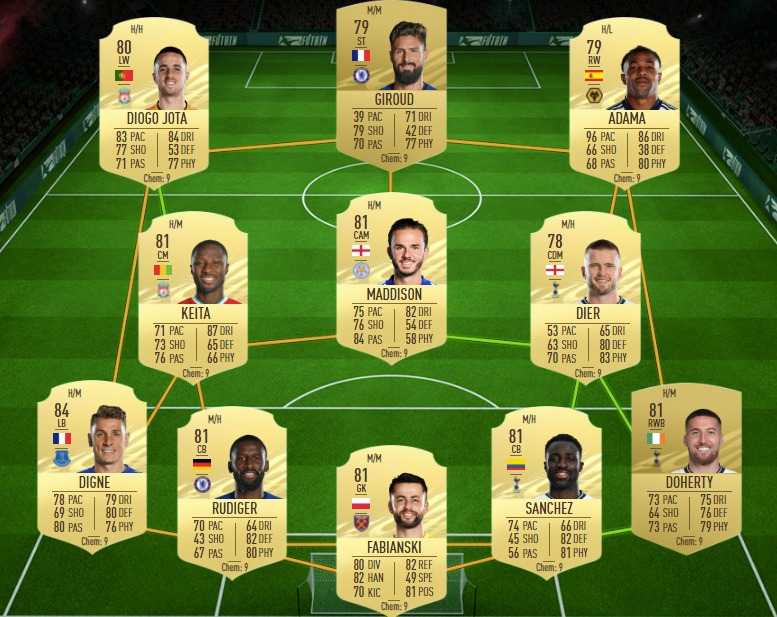 FUTBIN
FUTBIN
H/H
80
LW
DIOGO JOTA
83 PAC 84 DRI
77 SHO 53 DEF
71 PAS 77 PHY
Chem: 9
M/M
79
ST
GIROUD
39 PAC 71 DRI
79 SHO 42 DEF
70 PAS 77 PHY
Chem: 9
H/L
79
RW
ADAMA
96 PAC 86 DRI
66 SHO 38 DEF
68 PAS 80 PHY
Chem: 9
H/M
81
CM
KEITA
71 PAC 87 DRI
73 SHO 65 DEF
76 PAS 66 PHY
Chem: 9
H/M
81
CAM
MADDISON
75 PAC 82 DRI
76 SHO 54 DEF
84 PAS 58 PHY
Chem: 9
M/H
78
CDM
DIER
53 PAC 65 DRI
63 SHO 80 DEF
70 PAS 83 PHY
Chem: 9
H/M
84
LB
DIGNE
78 PAC 79 DRI
69 SHO 80 DEF
80 PAS 76 PHY
Chem: 9
M/H
81
CB
RUDIGER
70 PAC 64 DRI
43 SHO 82 DEF
67 PAS 80 PHY
Chem: 9
M/M
81
GK
FABIANSKI
80 DIV 82 REF
82 HAN 49 SPE
70 KIC 81 POS
Chem: 9
M/H
81
CB
SANCHEZ
74 PAC 66 DRI
45 SHO 82 DEF
56 PAS 81 PHY
Chem: 9
H/M
81
RWB
DOHERTY
73 PAC 75 DRI
64 SHO 76 DEF
73 PAS 79 PHY
Chem: 9